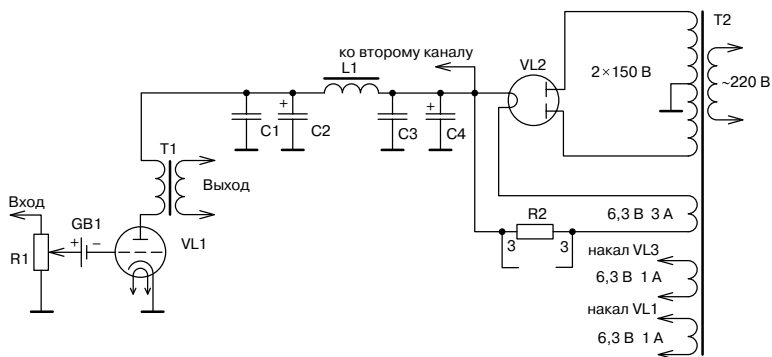 T2
ко второму каналу
L1
VL2
2×150 В
~220 В
+
+
C1
C2
C3
C4
T1
Выход
Вход
GB1
+
−
R1
VL1
R2
3
3
6,3 В 3 А
накал VL3
6,3 В 1 А
накал VL1
6,3 В 1 А